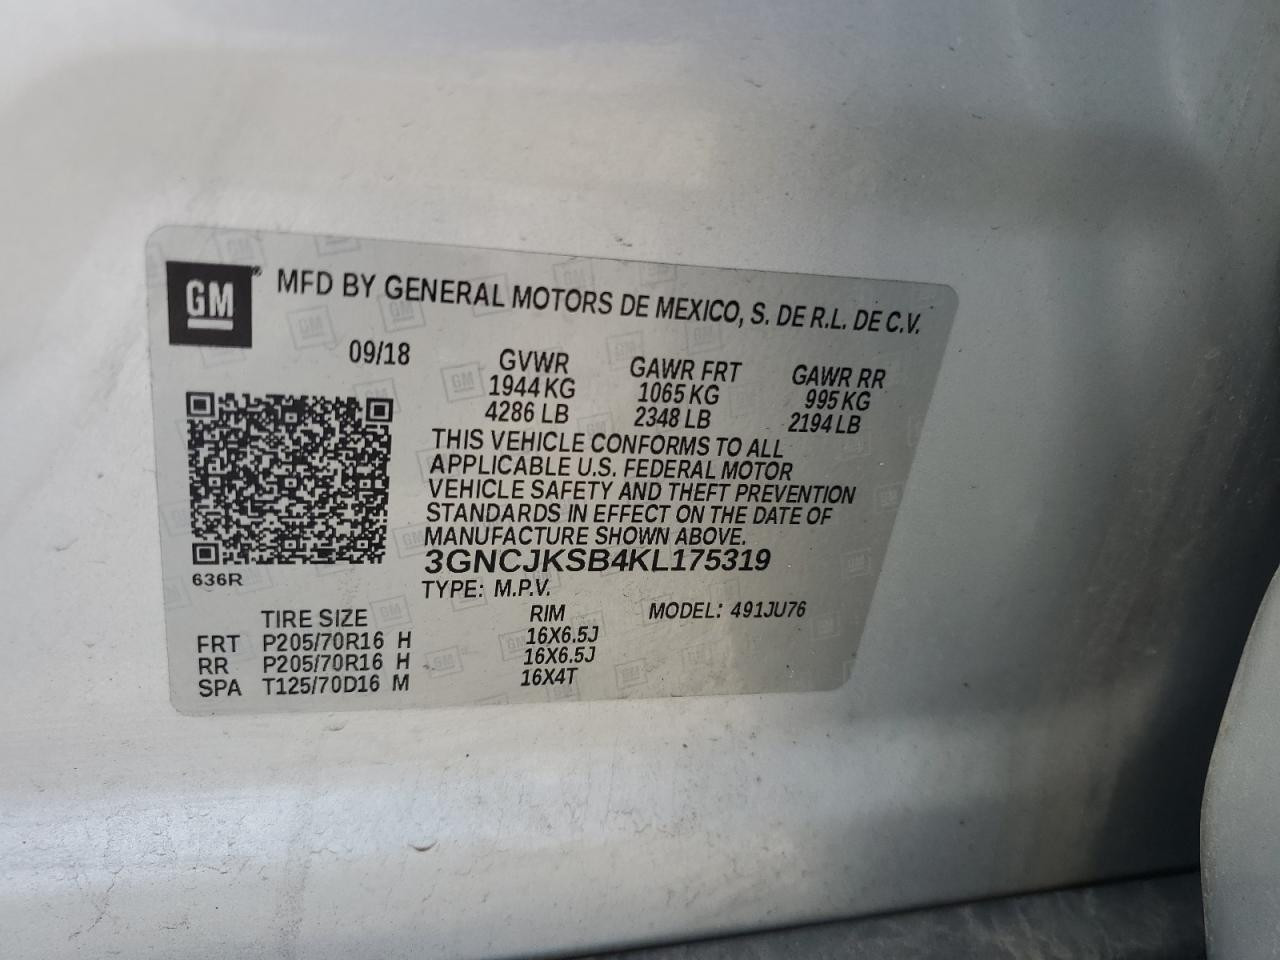 GM
® MFD BY GENERAL MOTORS DE MEXICO, S. DE R.L. DE C.V.
09/18 GVWR GAWR FRT GAWR RR
1944 KG 1065 KG 995 KG
4286 LB 2348 LB 2194 LB
THIS VEHICLE CONFORMS TO ALL
APPLICABLE U.S. FEDERAL MOTOR
VEHICLE SAFETY AND THEFT PREVENTION
STANDARDS IN EFFECT ON THE DATE OF
MANUFACTURE SHOWN ABOVE.
3GNCJKSB4KL175319
636R
TYPE: M.P.V.
TIRE SIZE RIM MODEL: 491JU76
FRT P205/70R16 H 16X6.5J
RR P205/70R16 H 16X6.5J
SPA T125/70D16 M 16X4T